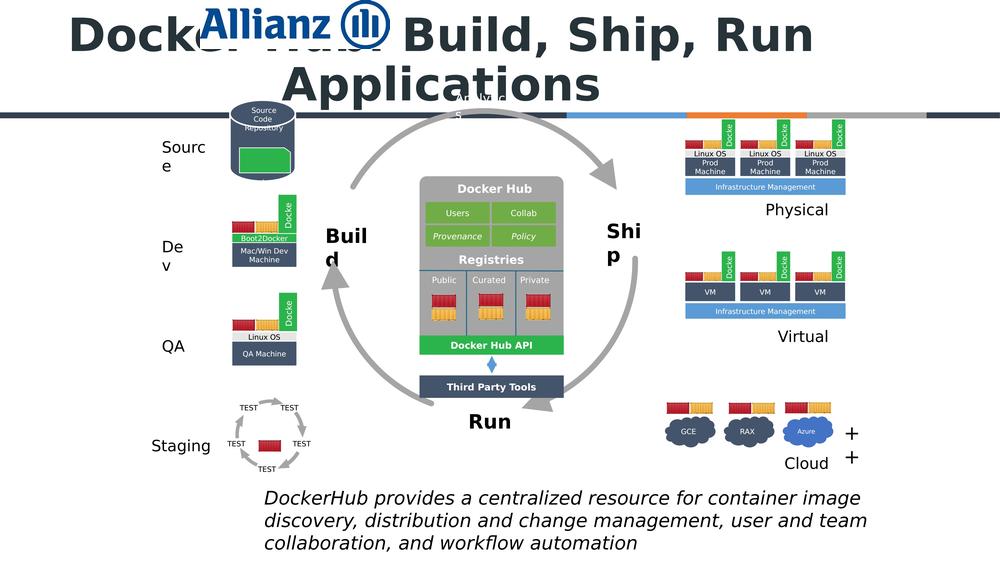 Allianz
Docker Hub: Build, Ship, Run
Applications
Source
Code
Repository
Sourc
e
De
v
QA
Staging
Docke
Boot2Docker
Mac/Win Dev
Machine
Docke
Linux OS
QA Machine
TEST
TEST
TEST
TEST
TEST
Buil
d
Docker Hub
Users
Collab
Provenance
Policy
Registries
Public
Curated
Private
Docker Hub API
Third Party Tools
Run
Shi
p
Docke
Docke
Docke
Linux OS
Linux OS
Linux OS
Prod
Machine
Prod
Machine
Prod
Machine
Infrastructure Management
Physical
Docke
Docke
Docke
VM
VM
VM
Infrastructure Management
Virtual
GCE
RAX
Azure
+
+
Cloud
DockerHub provides a centralized resource for container image
discovery, distribution and change management, user and team
collaboration, and workflow automation